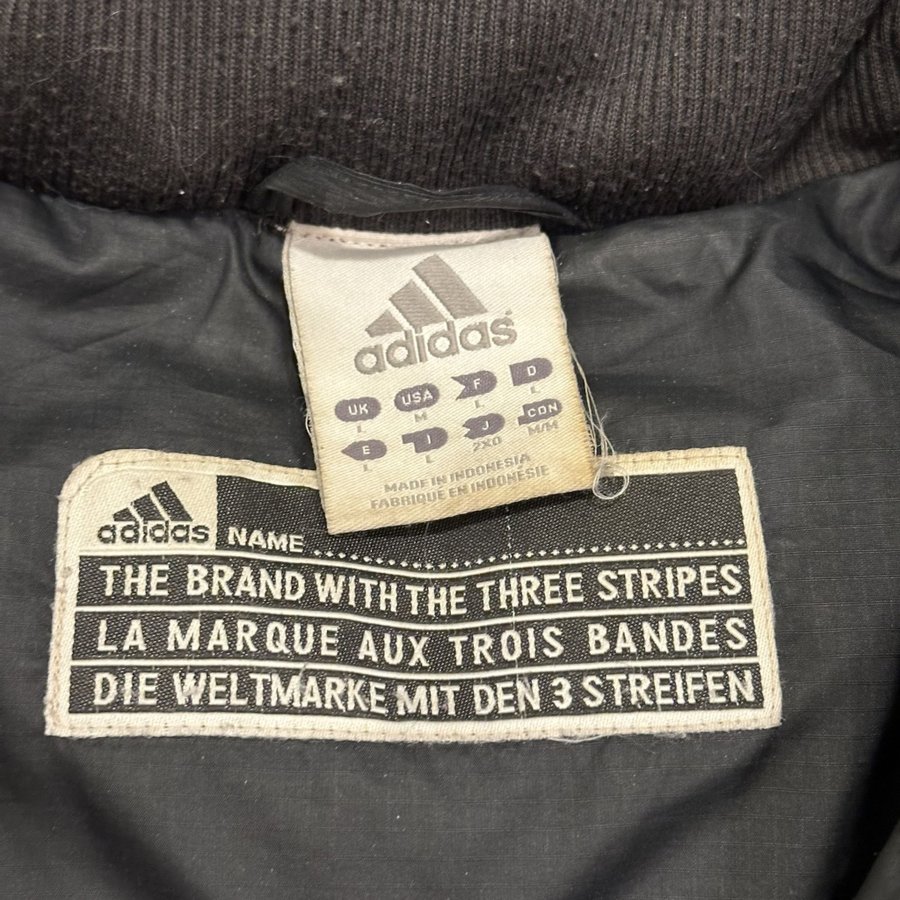 adidas
UK USA F D
L M L L
E I J CON
L L 2XO M/M
MADE IN INDONESIA
FABRIQUE EN INDONÉSIE
adidas NAME
THE BRAND WITH THE THREE STRIPES
LA MARQUE AUX TROIS BANDES
DIE WELTMARKE MIT DEN 3 STREIFEN